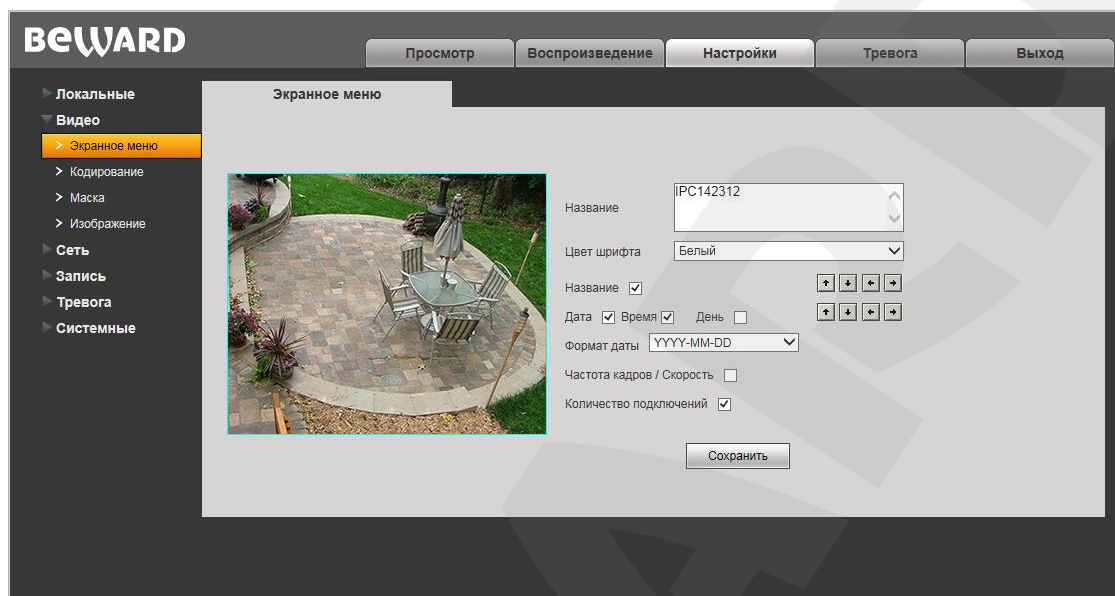 BEWARD
Просмотр Воспроизведение Настройки Тревога Выход
Локальные
Видео
Экранное меню
Кодирование
Маска
Изображение
Сеть
Запись
Тревога
Системные
Экранное меню
Название IPC142312
Цвет шрифта Белый
Название
Дата Время День
Формат даты YYYY-MM-DD
Частота кадров / Скорость
Количество подключений
Сохранить